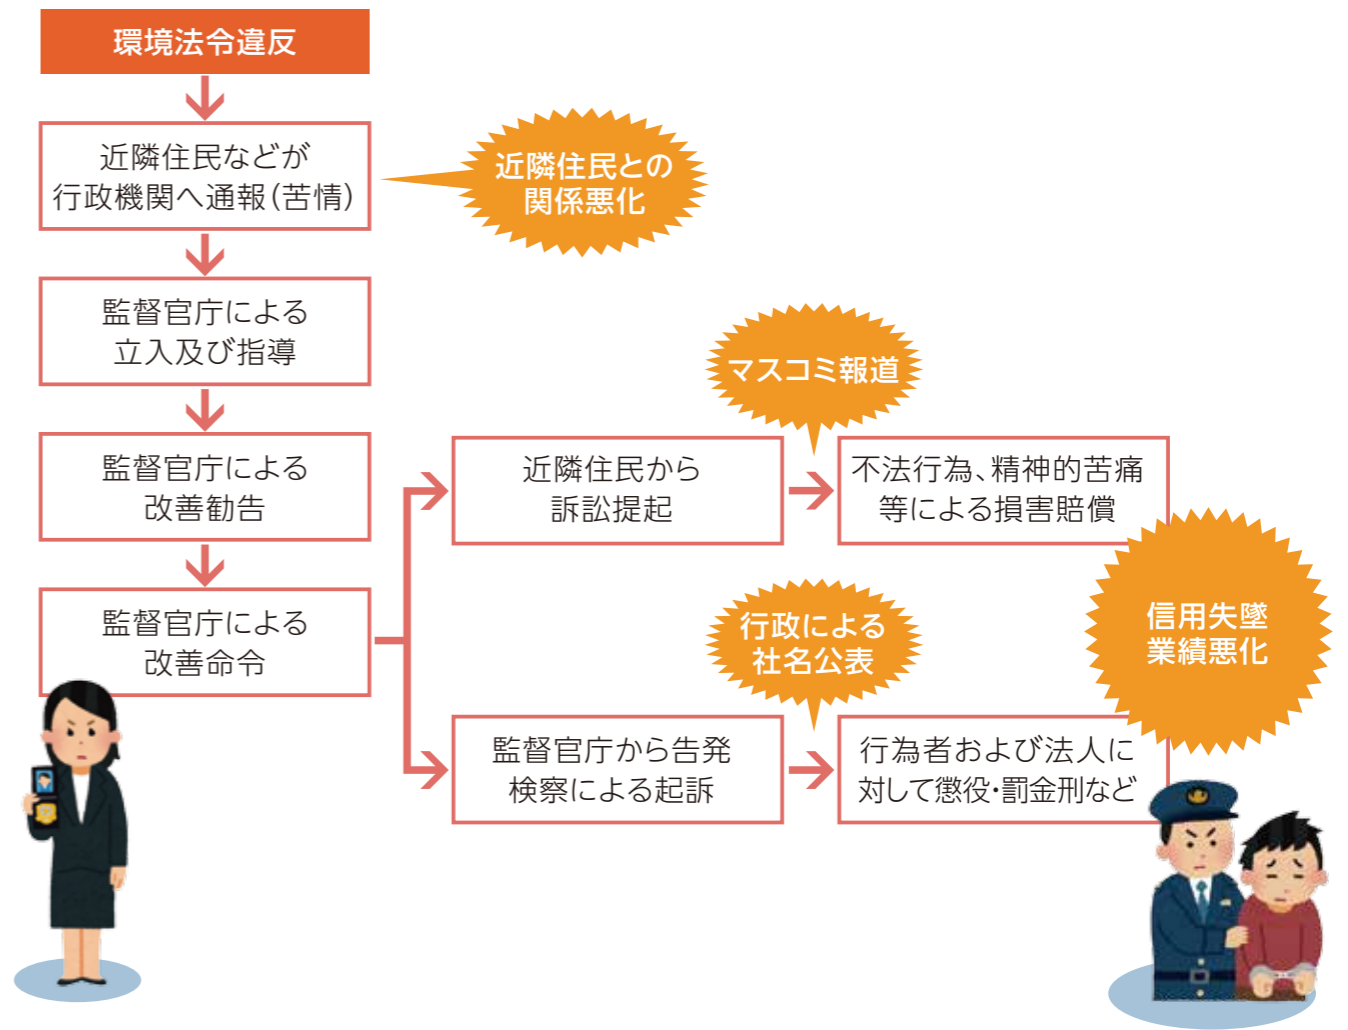 環境法令違反
近隣住民などが
行政機関へ通報(苦情)
近隣住民との
関係悪化
監督官庁による
立入及び指導
監督官庁による
改善勧告
監督官庁による
改善命令
近隣住民から
訴訟提起
マスコミ報道
不法行為、精神的苦痛
等による損害賠償
監督官庁から告発
検察による起訴
行政による
社名公表
行為者および法人に
対して懲役・罰金刑など
信用失墜
業績悪化